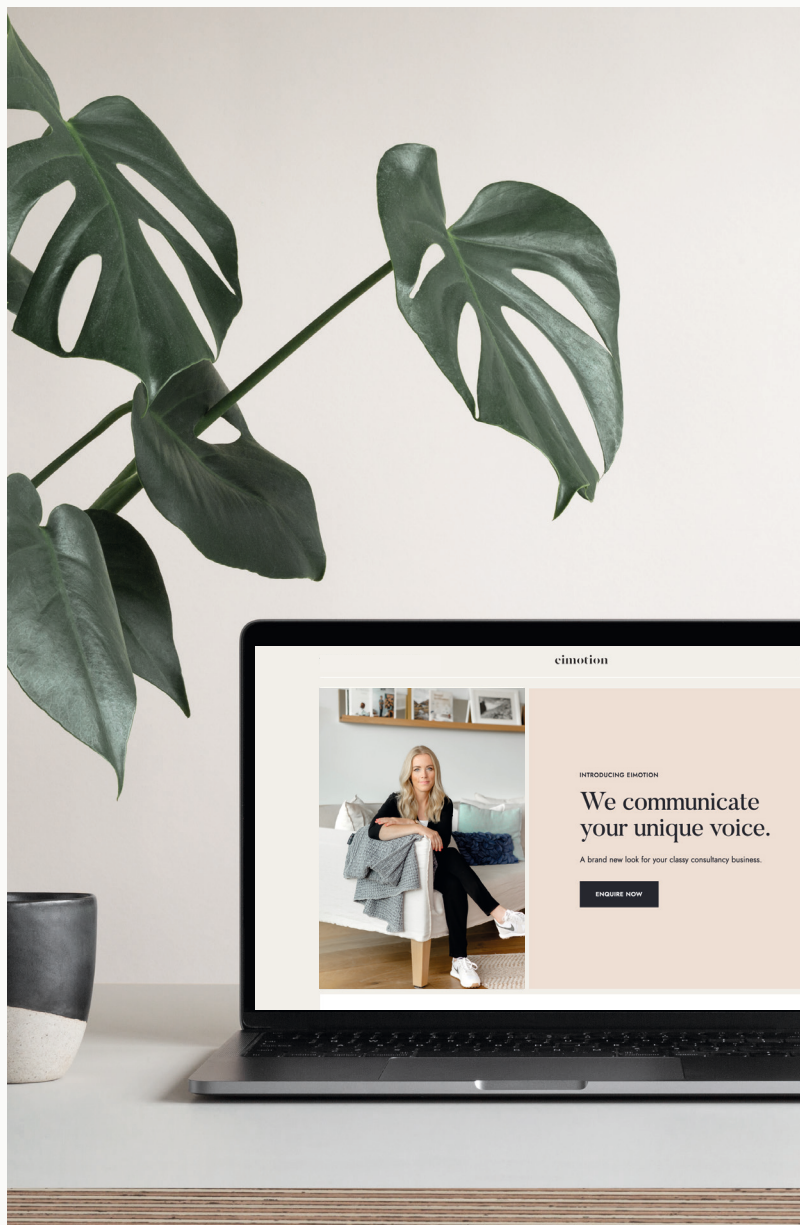 eimotion
INTRODUCING EIMOTION
We communicate
your unique voice.
A brand new look for your classy consultancy business.
ENQUIRE NOW